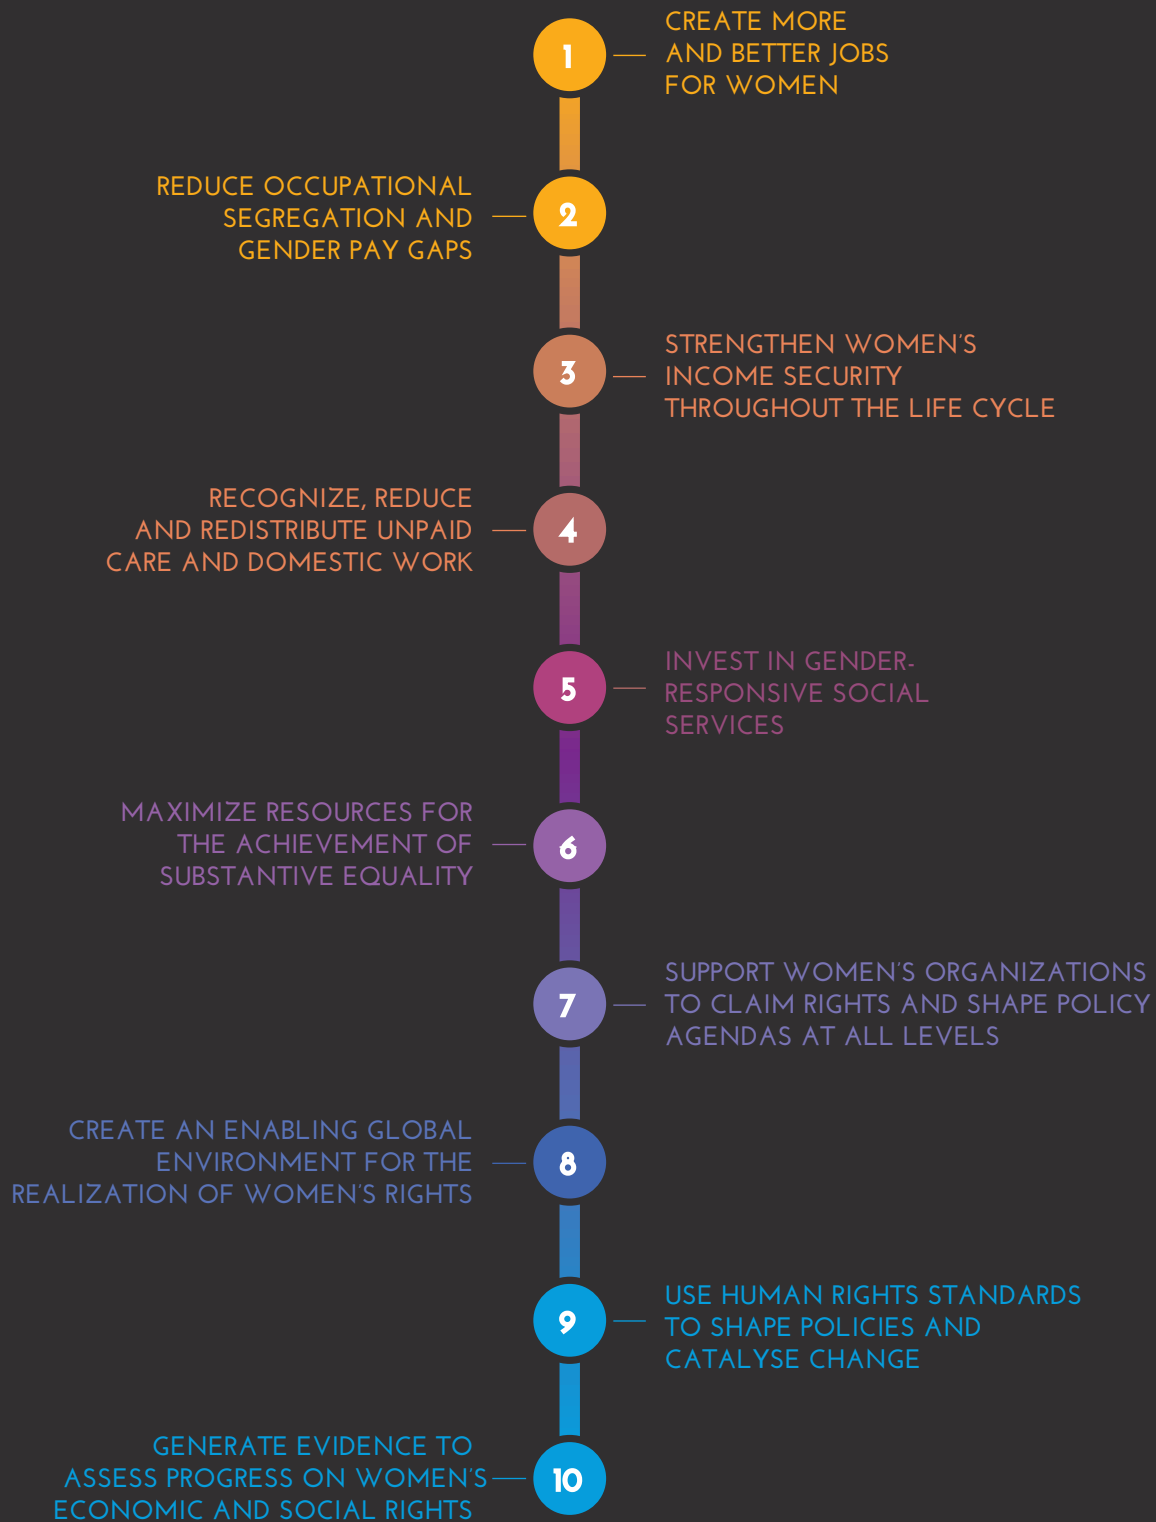 1
CREATE MORE
AND BETTER JOBS
FOR WOMEN
REDUCE OCCUPATIONAL
SEGREGATION AND
GENDER PAY GAPS
2
3
STRENGTHEN WOMEN'S
INCOME SECURITY
THROUGHOUT THE LIFE CYCLE
RECOGNIZE, REDUCE
AND REDISTRIBUTE UNPAID
CARE AND DOMESTIC WORK
4
5
INVEST IN GENDER-
RESPONSIVE SOCIAL
SERVICES
MAXIMIZE RESOURCES FOR
THE ACHIEVEMENT OF
SUBSTANTIVE EQUALITY
6
7
SUPPORT WOMEN'S ORGANIZATIONS
TO CLAIM RIGHTS AND SHAPE POLICY
AGENDAS AT ALL LEVELS
CREATE AN ENABLING GLOBAL
ENVIRONMENT FOR THE
REALIZATION OF WOMEN'S RIGHTS
8
9
USE HUMAN RIGHTS STANDARDS
TO SHAPE POLICIES AND
CATALYSE CHANGE
GENERATE EVIDENCE TO
ASSESS PROGRESS ON WOMEN'S
ECONOMIC AND SOCIAL RIGHTS
10